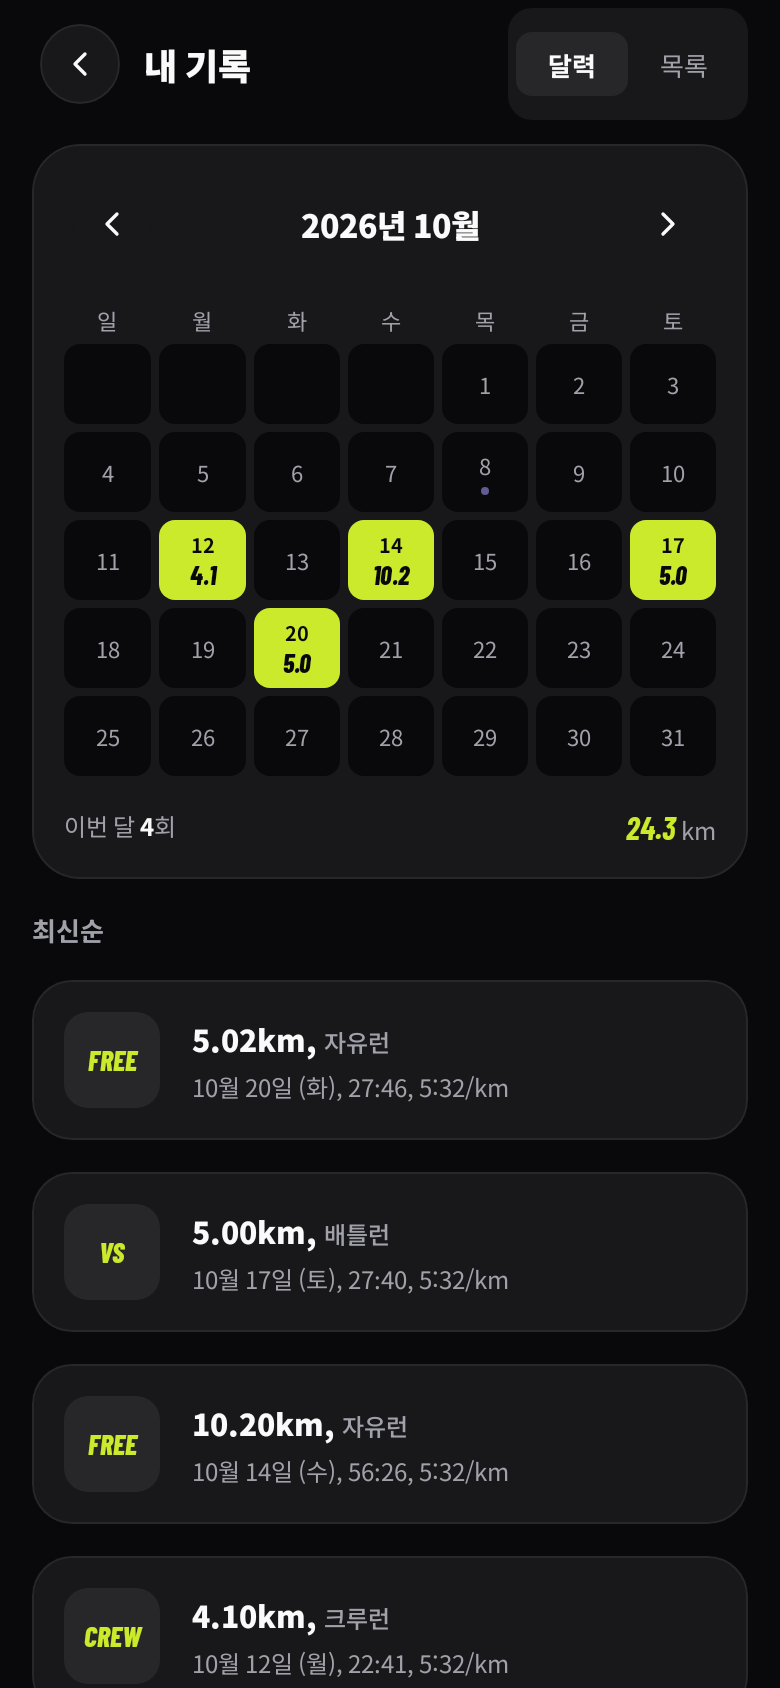 내 기록
달력 목록
2026년 10월
일 월 화 수 목 금 토
1 2 3
4 5 6 7 8 9 10
11 12 13 14 15 16 17
4.1 10.2 5.0
18 19 20 21 22 23 24
5.0
25 26 27 28 29 30 31
이번 달 4회 24.3 km
최신순
FREE
5.02km, 자유런
10월 20일 (화), 27:46, 5:32/km
VS
5.00km, 배틀런
10월 17일 (토), 27:40, 5:32/km
FREE
10.20km, 자유런
10월 14일 (수), 56:26, 5:32/km
CREW
4.10km, 크루런
10월 12일 (월), 22:41, 5:32/km